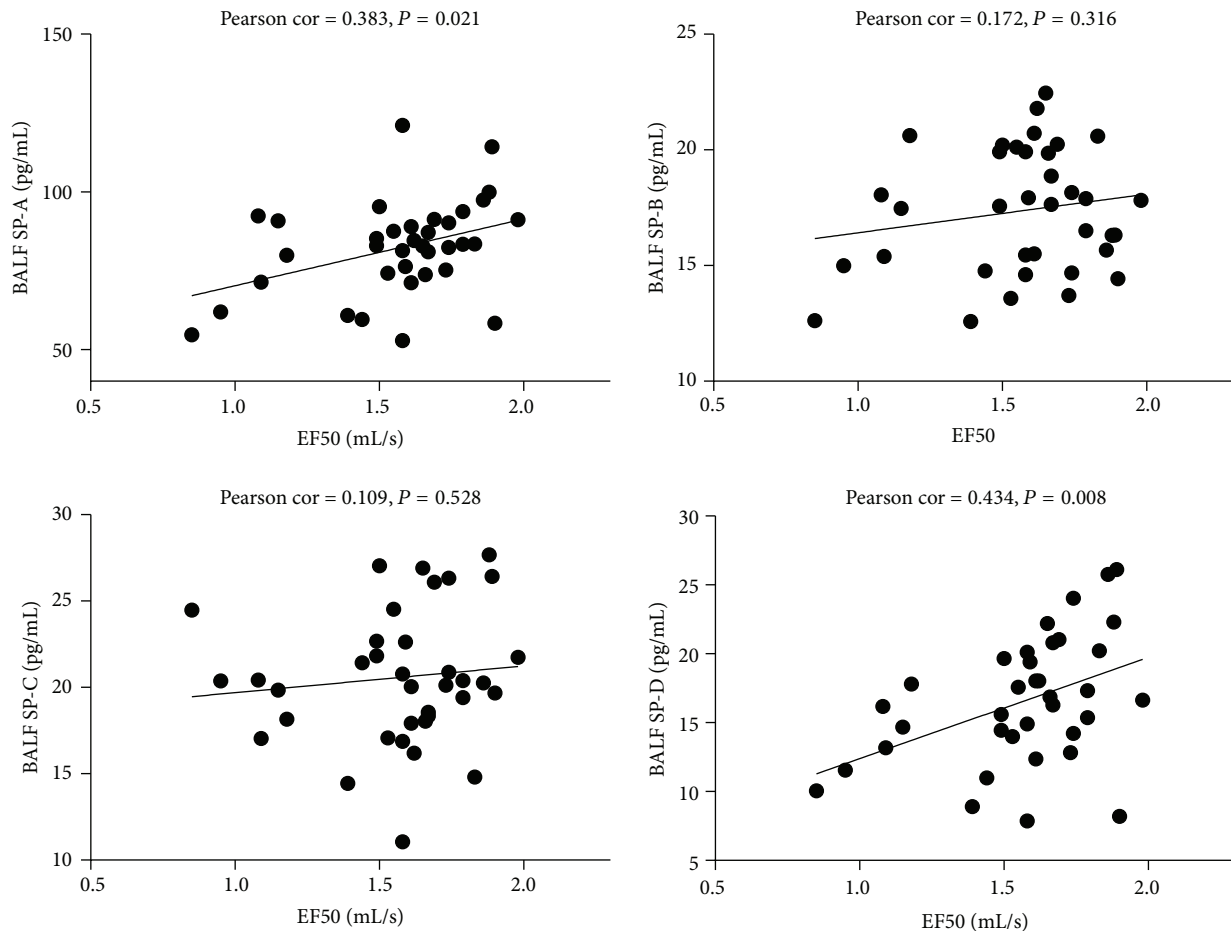 Pearson cor = 0.383, P = 0.021
150
100
50
BALF SP-A (pg/mL)
0.5 1.0 1.5 2.0
EF50 (mL/s)
Pearson cor = 0.172, P = 0.316
25
20
15
10
BALF SP-B (pg/mL)
0.5 1.0 1.5 2.0
EF50
Pearson cor = 0.109, P = 0.528
30
25
20
15
10
BALF SP-C (pg/mL)
0.5 1.0 1.5 2.0
EF50 (mL/s)
Pearson cor = 0.434, P = 0.008
30
25
20
15
10
5
BALF SP-D (pg/mL)
0.5 1.0 1.5 2.0
EF50 (mL/s)